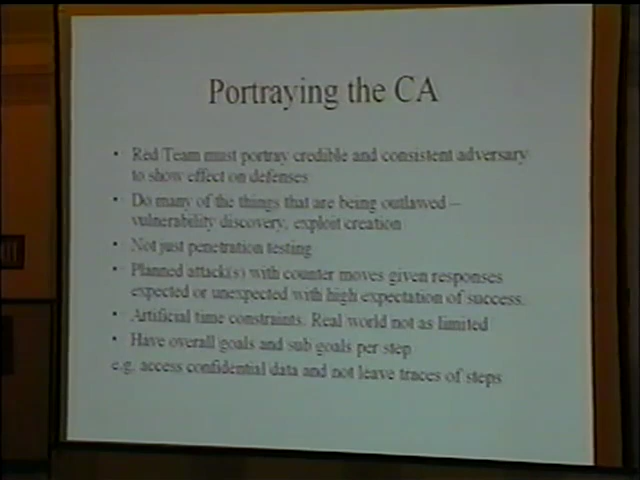 Portraying the CA
• Red Team must portray credible and consistent adversary
to show effect on defenses
• Do many of the things that are being outlawed –
vulnerability discovery, exploit creation
• Not just penetration testing
• Planned attack(s) with counter moves given responses
expected or unexpected with high expectation of success.
• Artificial time constraints. Real world not as limited
• Have overall goals and sub goals per step
e.g. access confidential data and not leave traces of steps